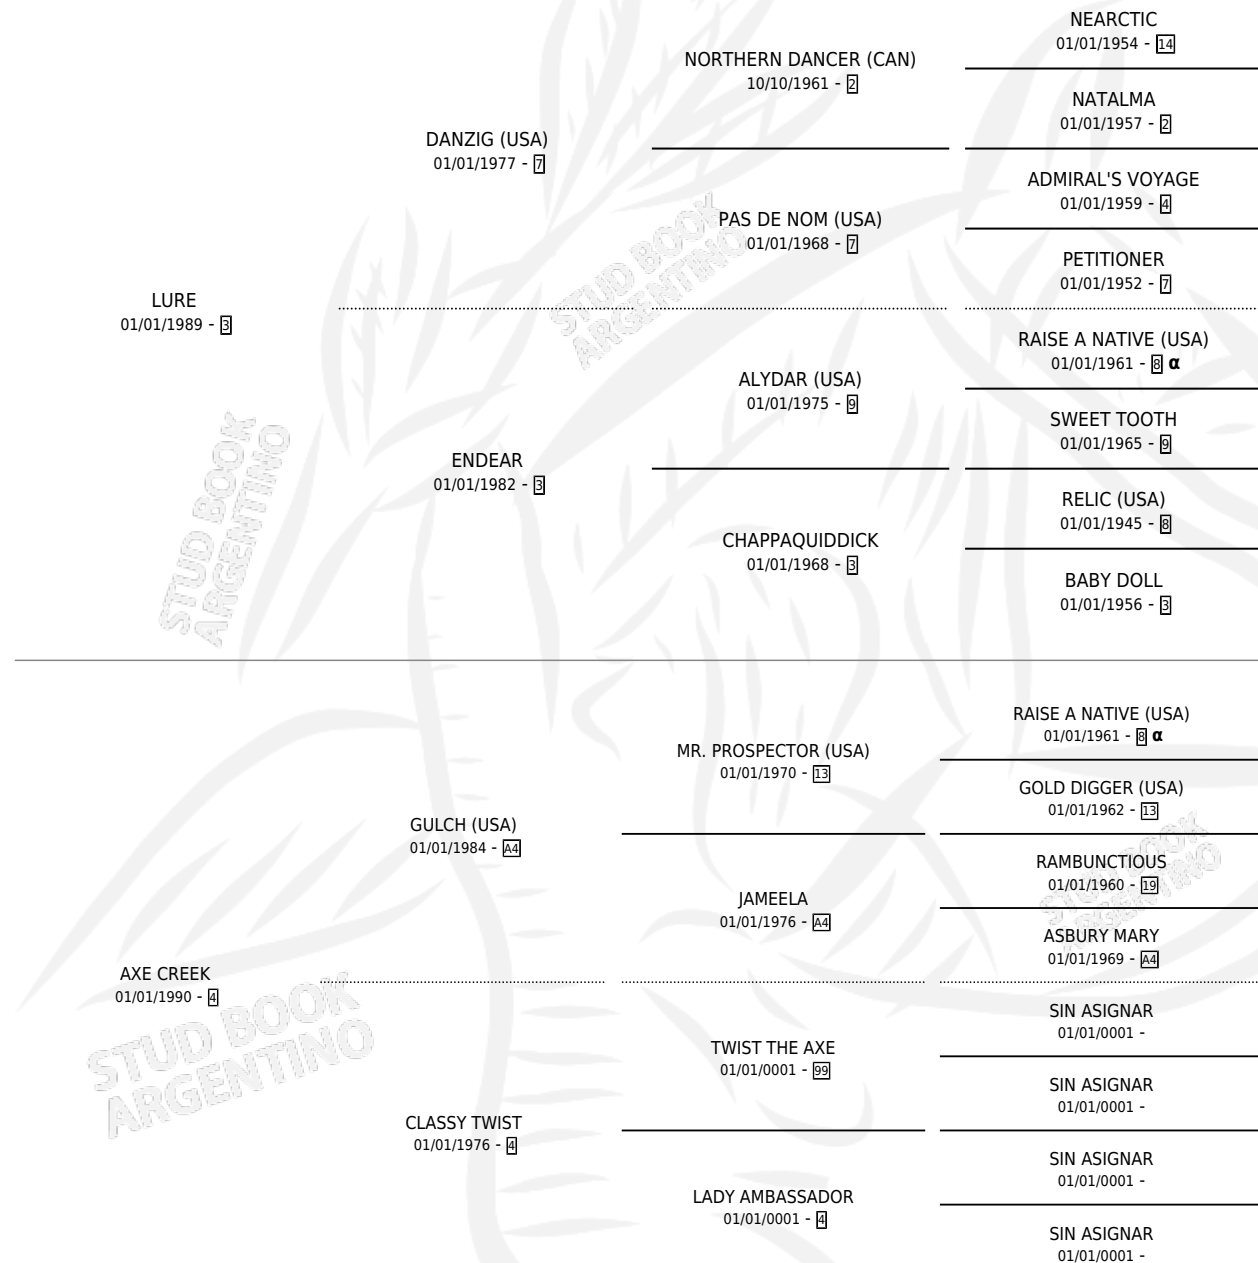 NEARCTIC
01/01/1954 - 14
NORTHERN DANCER (CAN)
10/10/1961 - 2
NATALMA
01/01/1957 - 2
DANZIG (USA)
01/01/1977 - 7
ADMIRAL'S VOYAGE
01/01/1959 - 4
PAS DE NOM (USA)
01/01/1968 - 7
PETITIONER
01/01/1952 - 7
STUD BOOK
ARGENTINO
LURE
01/01/1989 - 3
RAISE A NATIVE (USA)
01/01/1961 - 8 α
ALYDAR (USA)
01/01/1975 - 9
SWEET TOOTH
01/01/1965 - 9
ENDEAR
01/01/1982 - 3
RELIC (USA)
01/01/1945 - 8
CHAPPAQUIDDICK
01/01/1968 - 3
BABY DOLL
01/01/1956 - 3
STUD BOOK
ARGENTINO
RAISE A NATIVE (USA)
01/01/1961 - 8 α
MR. PROSPECTOR (USA)
01/01/1970 - 13
GOLD DIGGER (USA)
01/01/1962 - 13
GULCH (USA)
01/01/1984 - A4
RAMBUNCTIOUS
01/01/1960 - 19
STUD BOOK
ARGENTINO
JAMEELA
01/01/1976 - A4
ASBURY MARY
01/01/1969 - A4
AXE CREEK
01/01/1990 - 4
SIN ASIGNAR
01/01/0001 -
STUD BOOK
ARGENTINO
TWIST THE AXE
01/01/0001 - 99
SIN ASIGNAR
01/01/0001 -
CLASSY TWIST
01/01/1976 - 4
SIN ASIGNAR
01/01/0001 -
LADY AMBASSADOR
01/01/0001 - 4
SIN ASIGNAR
01/01/0001 -